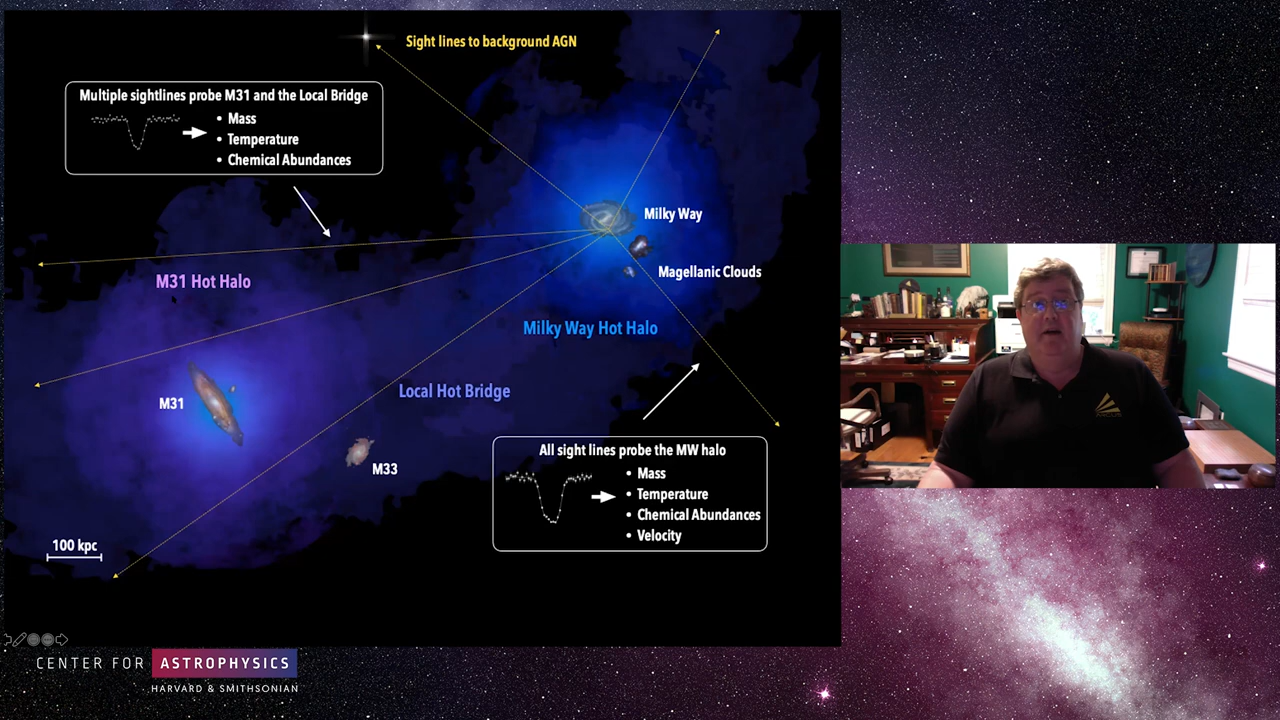 Sight lines to background AGN
Multiple sightlines probe M31 and the Local Bridge
• Mass
• Temperature
• Chemical Abundances
Milky Way
Magellanic Clouds
M31 Hot Halo
Milky Way Hot Halo
Local Hot Bridge
M31
M33
All sight lines probe the MW halo
• Mass
• Temperature
• Chemical Abundances
• Velocity
100 kpc
CENTER FOR ASTROPHYSICS
HARVARD & SMITHSONIAN